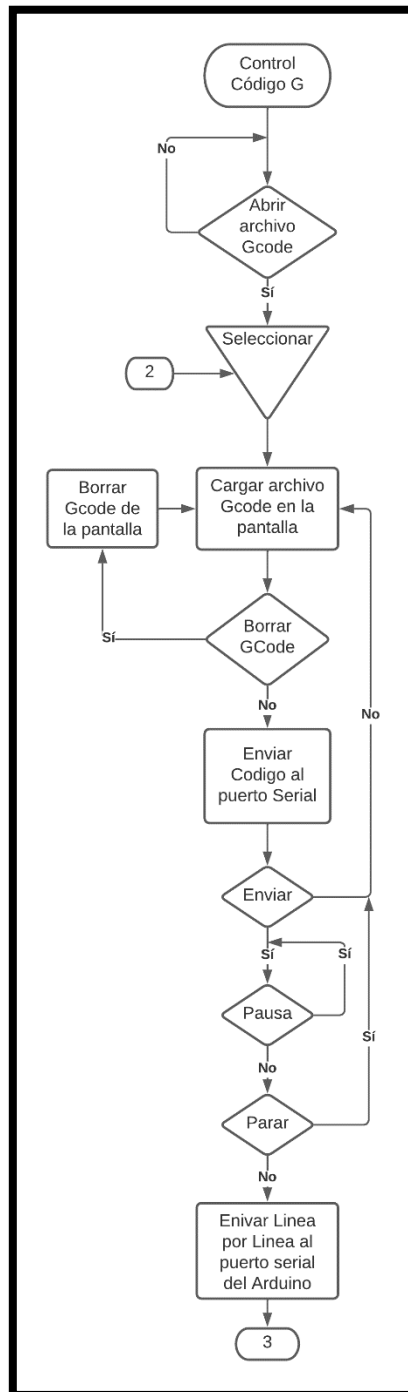 Control
Código G
No
Abrir
archivo
Gcode
Sí
Seleccionar
2
Borrar
Gcode de
la pantalla
Cargar archivo
Gcode en la
pantalla
Sí
Borrar
GCode
No
No
Enviar
Codigo al
puerto Serial
Enviar
Sí
Sí
Pausa
Sí
No
Parar
No
Enivar Linea
por Linea al
puerto serial
del Arduino
3